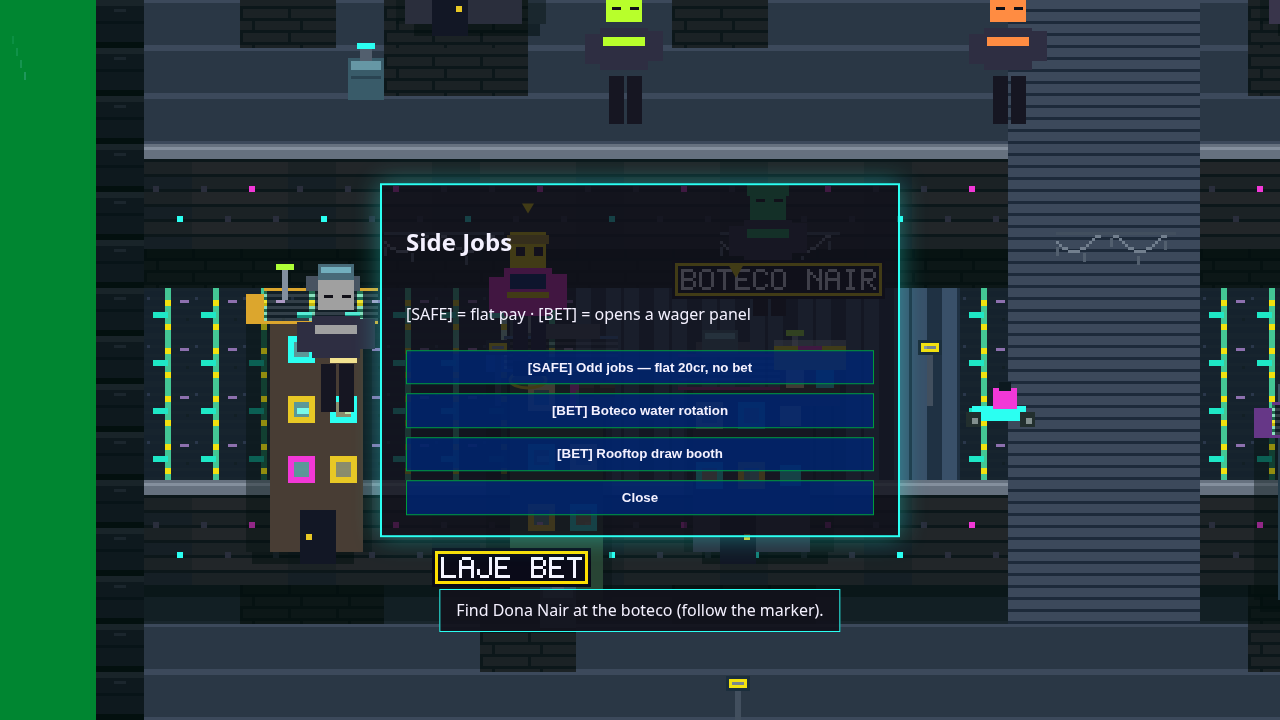 Side Jobs
BOTECO NAIR
[SAFE] = flat pay · [BET] = opens a wager panel
[SAFE] Odd jobs — flat 20cr, no bet
[BET] Boteco water rotation
[BET] Rooftop draw booth
Close
LAJE BET
Find Dona Nair at the boteco (follow the marker).